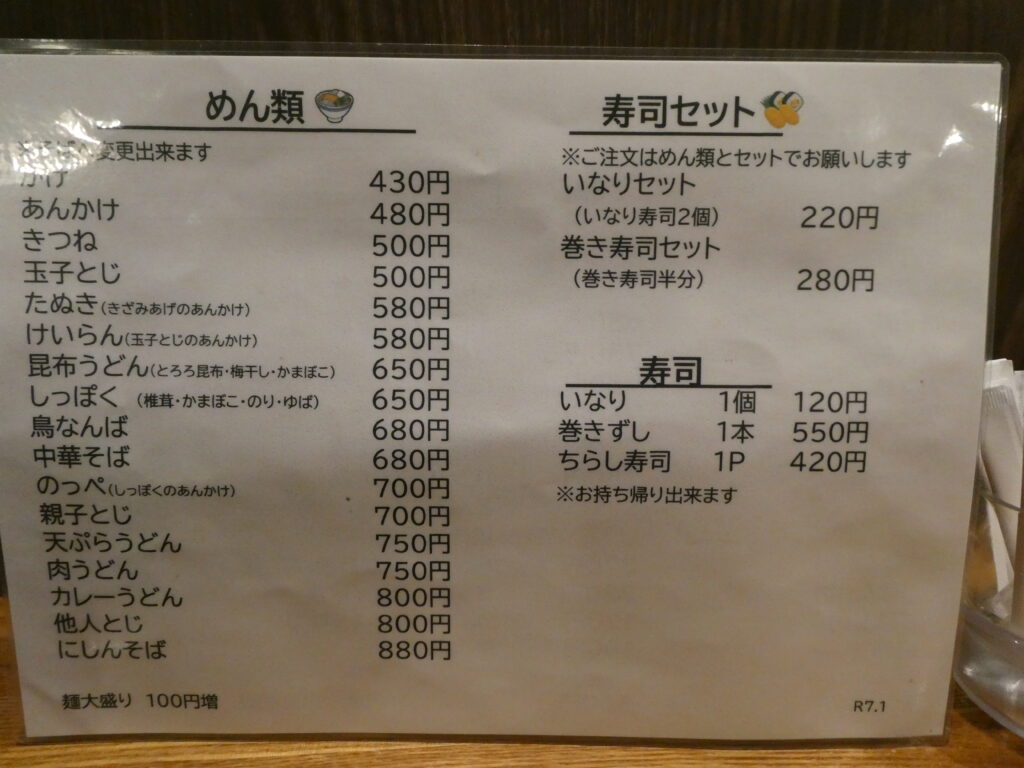 めん類
※そばへ変更出来ます
かけ 430円
あんかけ 480円
きつね 500円
玉子とじ 500円
たぬき(きざみあげのあんかけ) 580円
けいらん(玉子とじのあんかけ) 580円
昆布うどん(とろろ昆布・梅干し・かまぼこ) 650円
しっぽく (椎茸・かまぼこ・のり・ゆば) 650円
鳥なんば 680円
中華そば 680円
のっぺ(しっぽくのあんかけ) 700円
親子とじ 700円
天ぷらうどん 750円
肉うどん 750円
カレーうどん 800円
他人とじ 800円
にしんそば 880円
麺大盛り 100円増
寿司セット
※ご注文はめん類とセットでお願いします
いなりセット
(いなり寿司2個) 220円
巻き寿司セット
(巻き寿司半分) 280円
寿司
いなり 1個 120円
巻きずし 1本 550円
ちらし寿司 1P 420円
※お持ち帰り出来ます
R7.1